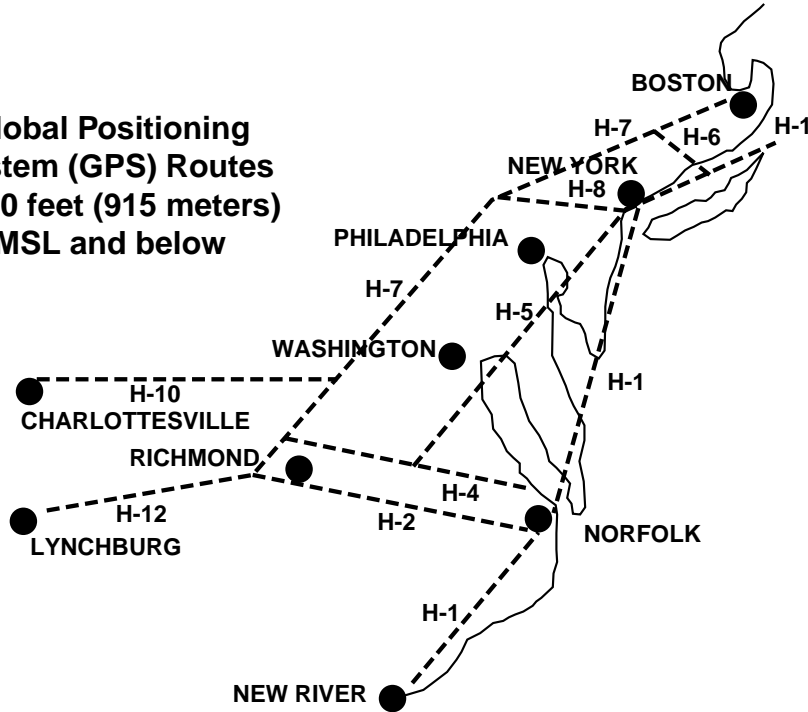 BOSTON
lobal Positioning
H-7
H-6
H-1
stem (GPS) Routes
NEW YORK
0 feet (915 meters)
H-8
MSL and below
PHILADELPHIA
H-7
H-5
WASHINGTON
H-10
H-1
CHARLOTTESVILLE
RICHMOND
H-4
H-12
H-2
NORFOLK
LYNCHBURG
H-1
NEW RIVER